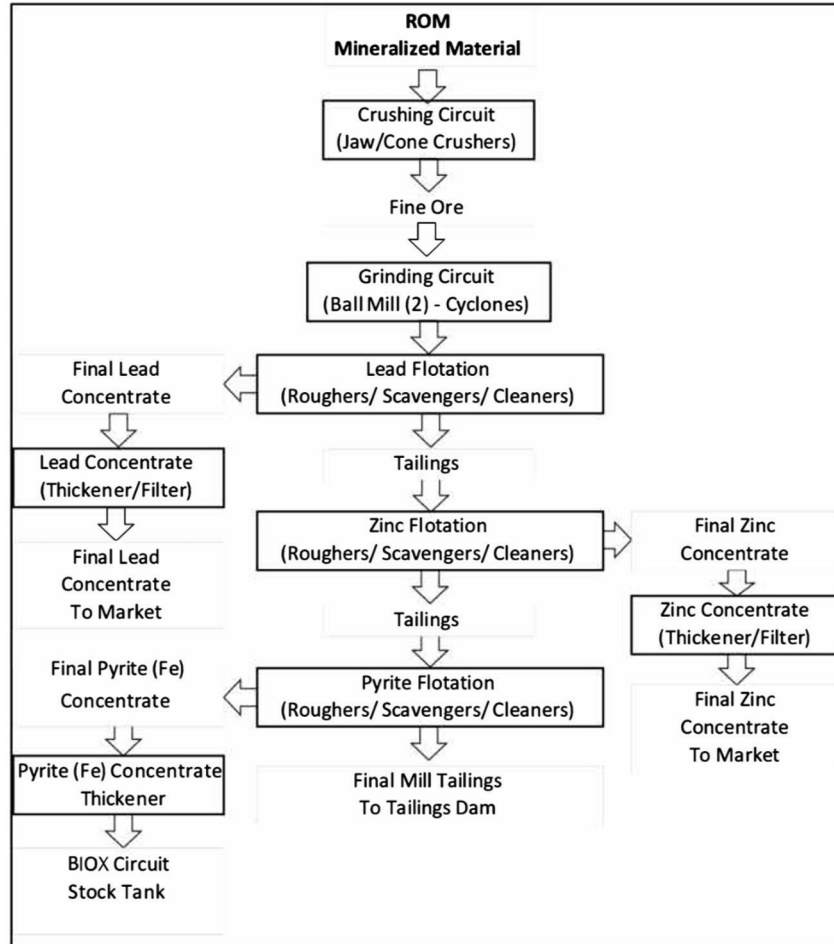 ROM
Mineralized Material
Crushing Circuit
(Jaw/Cone Crushers)
Fine Ore
Grinding Circuit
(Ball Mill (2) - Cyclones)
Lead Flotation
(Roughers/ Scavengers/ Cleaners)
Final Lead
Concentrate
Lead Concentrate
(Thickener/Filter)
Final Lead
Concentrate
To Market
Tailings
Zinc Flotation
(Roughers/ Scavengers/ Cleaners)
Final Zinc
Concentrate
Zinc Concentrate
(Thickener/Filter)
Final Zinc
Concentrate
To Market
Tailings
Pyrite Flotation
(Roughers/ Scavengers/ Cleaners)
Final Pyrite (Fe)
Concentrate
Pyrite (Fe) Concentrate
Thickener
BIOX Circuit
Stock Tank
Final Mill Tailings
To Tailings Dam